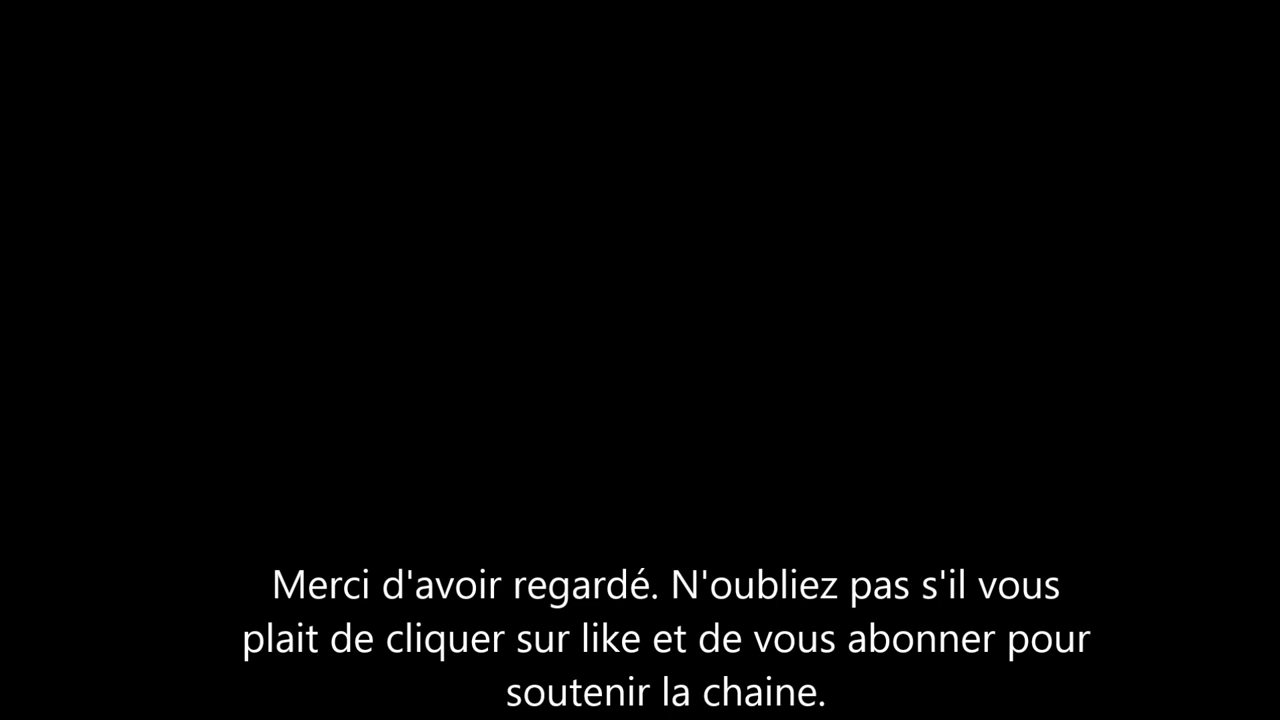 Merci d'avoir regardé. N'oubliez pas s'il vous
plait de cliquer sur like et de vous abonner pour
soutenir la chaine.